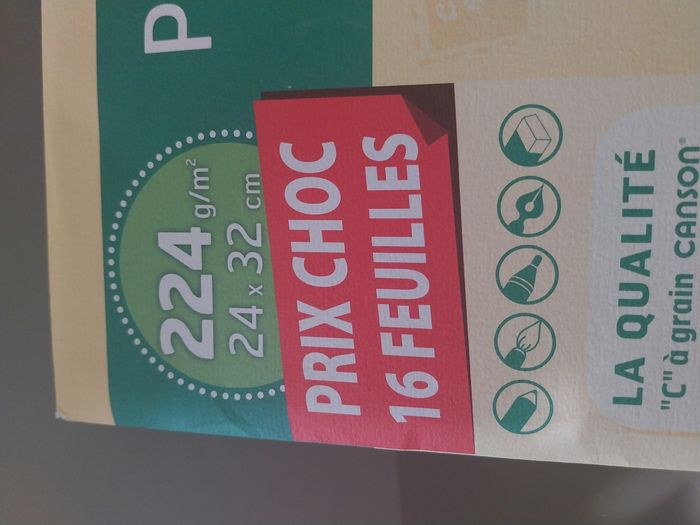 P
224 g/m²
24 x 32 cm
PRIX CHOC
16 FEUILLES
LA QUALITÉ
"C" à grain CANSON®